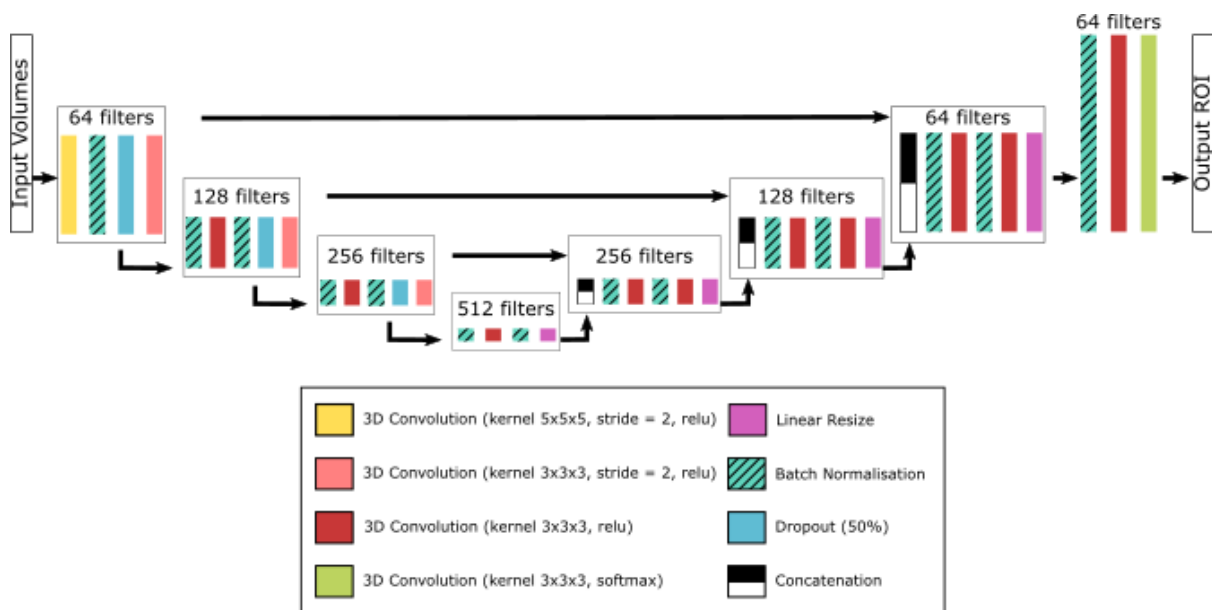 Input Volumes
64 filters
128 filters
256 filters
512 filters
256 filters
128 filters
64 filters
64 filters
Output ROI
3D Convolution (kernel 5x5x5, stride = 2, relu)
3D Convolution (kernel 3x3x3, stride = 2, relu)
3D Convolution (kernel 3x3x3, relu)
3D Convolution (kernel 3x3x3, softmax)
Linear Resize
Batch Normalisation
Dropout (50%)
Concatenation